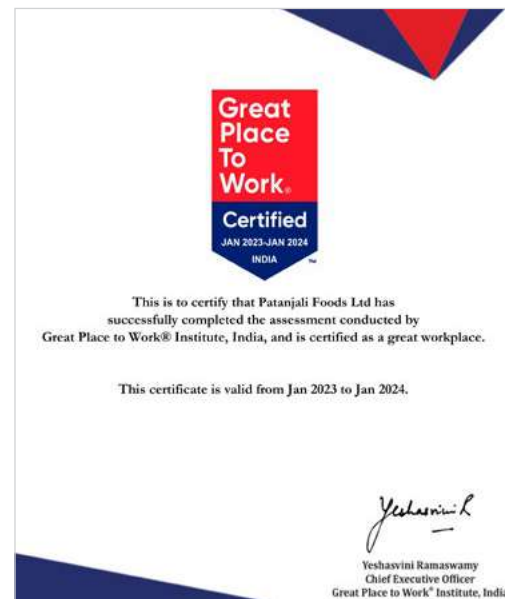 Great
Place
To
Work®
Certified
JAN 2023-JAN 2024
INDIA
™
This is to certify that Patanjali Foods Ltd has
successfully completed the assessment conducted by
Great Place to Work® Institute, India, and is certified as a great workplace.
This certificate is valid from Jan 2023 to Jan 2024.
Yeshasvini R
Yeshasvini Ramaswamy
Chief Executive Officer
Great Place to Work® Institute, India